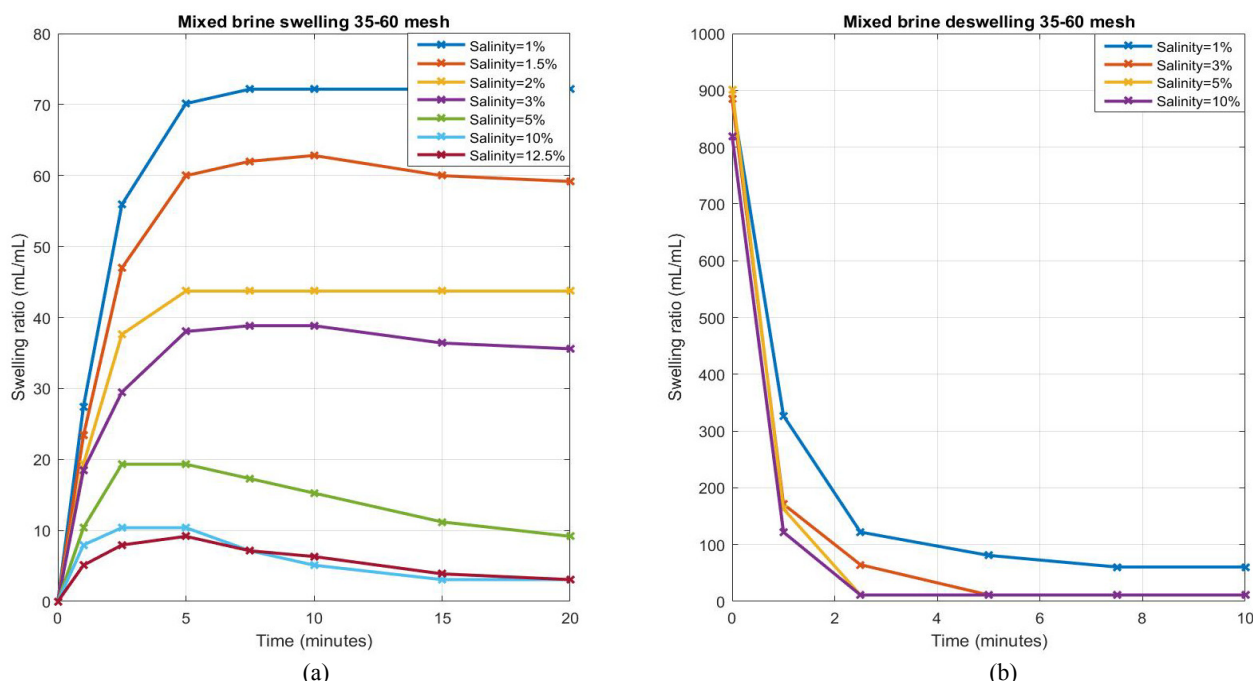 Mixed brine swelling 35-60 mesh
80
70
60
50
40
30
20
10
0
Swelling ratio (mL/mL)
Salinity=1%
Salinity=1.5%
Salinity=2%
Salinity=3%
Salinity=5%
Salinity=10%
Salinity=12.5%
0 5 10 15 20
Time (minutes)
(a)
Mixed brine deswelling 35-60 mesh
1000
900
800
700
600
500
400
300
200
100
0
Swelling ratio (mL/mL)
Salinity=1%
Salinity=3%
Salinity=5%
Salinity=10%
0 2 4 6 8 10
Time (minutes)
(b)